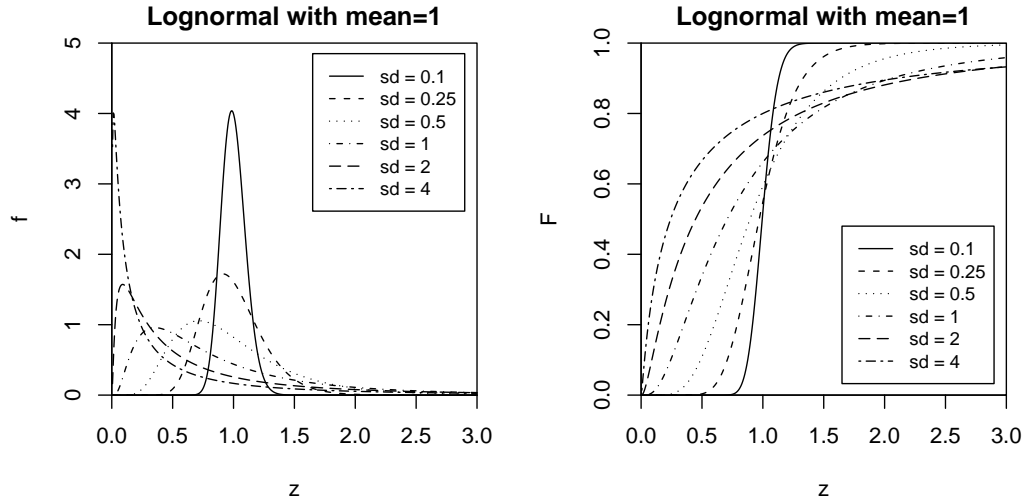 Lognormal with mean=1
5
4
3
2
1
0
f
sd = 0.1
sd = 0.25
sd = 0.5
sd = 1
sd = 2
sd = 4
0.0 0.5 1.0 1.5 2.0 2.5 3.0
z
Lognormal with mean=1
1.0
0.8
0.6
0.4
0.2
0.0
F
sd = 0.1
sd = 0.25
sd = 0.5
sd = 1
sd = 2
sd = 4
0.0 0.5 1.0 1.5 2.0 2.5 3.0
z